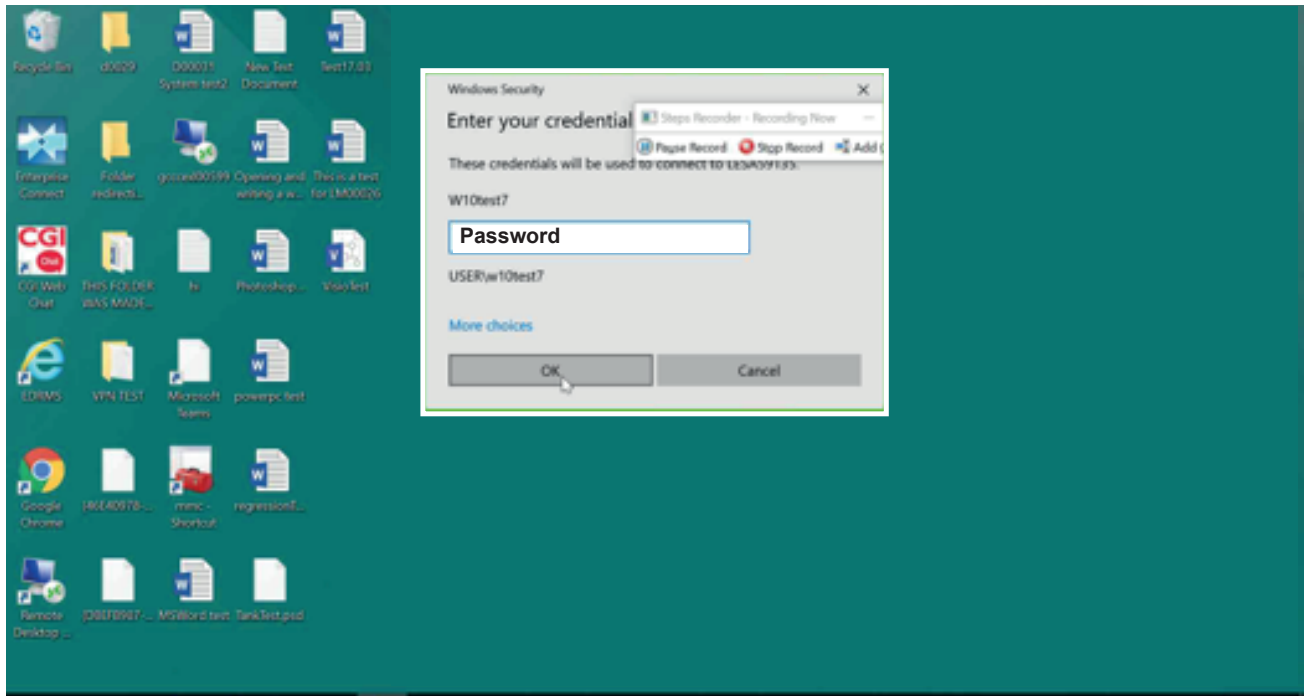 Recycle Bin
d0029
D00031
System test2
New Text
Document
Test17.03
Enterprise
Connect
Folder
redirecti...
Opening and
writing a w...
This is a test
for LM00026
CGI
Chat
CGI Web
Chat
THIS FOLDER
WAS MADE...
hi
Photoshop...
VisioTest
EDRMS
VPN TEST
Microsoft
Teams
powerpc test
Google
Chrome
mmc -
Shortcut
Remote
Desktop ...
MSWord test
TankTest.psd
Windows Security
Enter your credential
Steps Recorder - Recording Now
Pause Record
Stop Record
Add
These credentials will be used to connect to LESA59135.
W10test7
Password
USER\w10test7
More choices
OK
Cancel